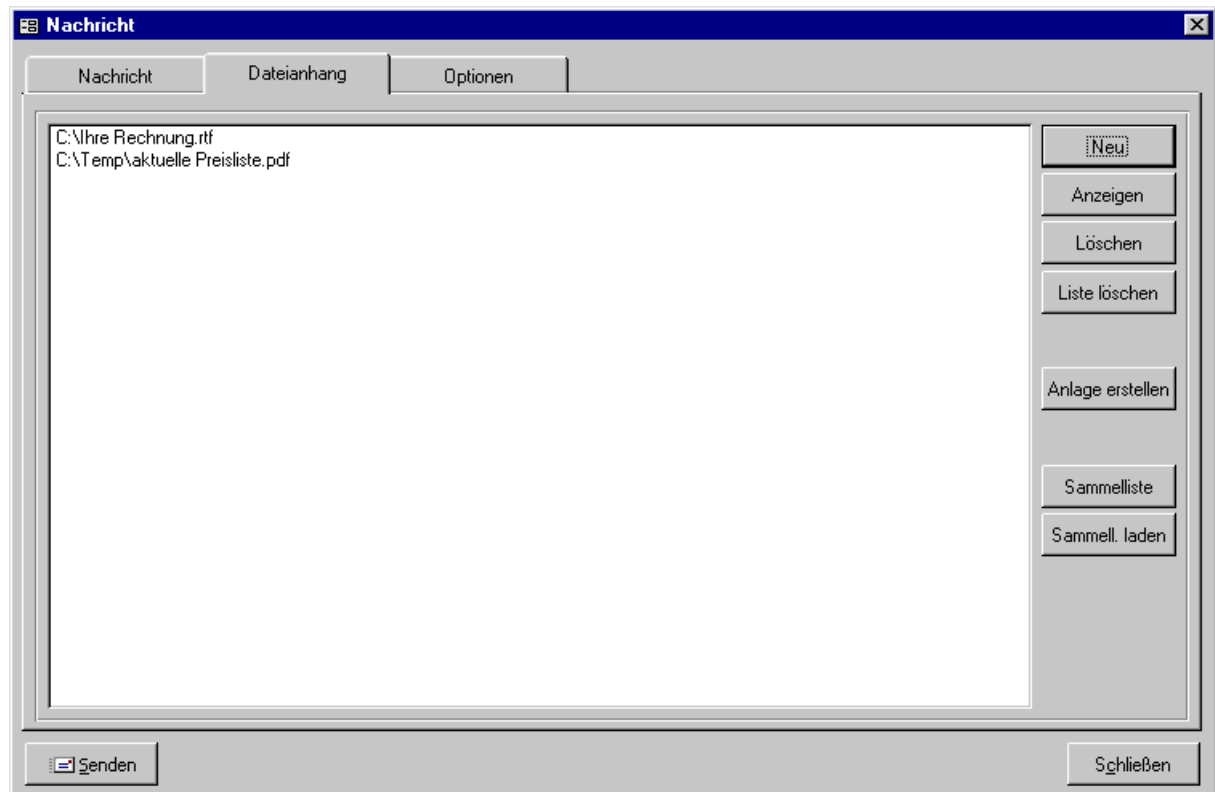 Nachricht
Nachricht
Dateianhang
Optionen
C:\Ihre Rechnung.rtf
C:\Temp\aktuelle Preisliste.pdf
Neu
Anzeigen
Löschen
Liste löschen
Anlage erstellen
Sammelliste
Sammell. laden
Senden
Schließen